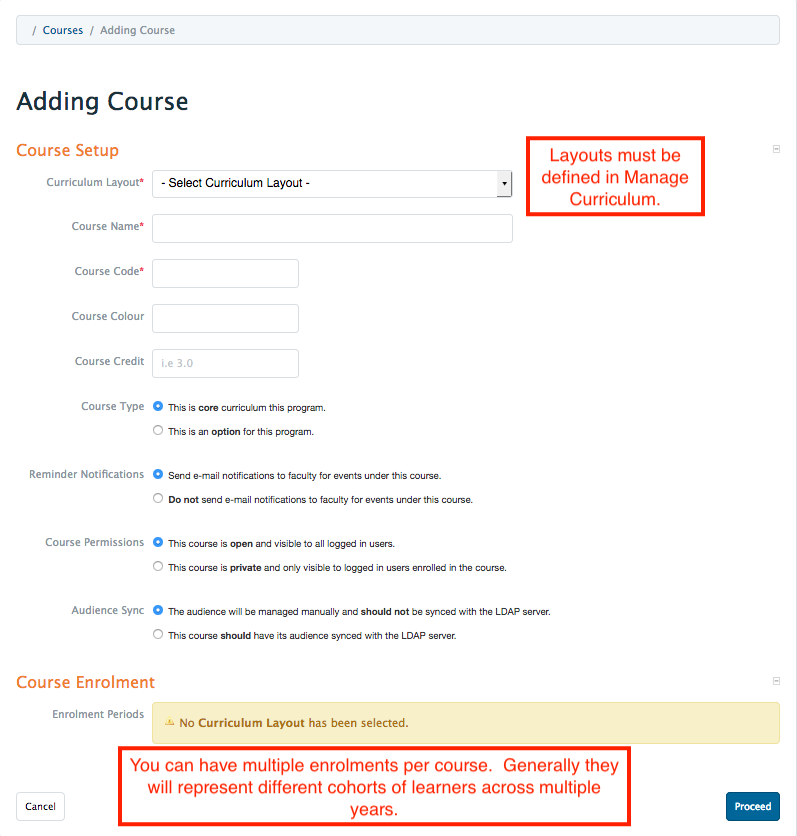 / Courses / Adding Course
Adding Course
Course Setup
Layouts must be
defined in Manage
Curriculum.
Curriculum Layout* - Select Curriculum Layout -
Course Name*
Course Code*
Course Colour
Course Credit i.e 3.0
Course Type This is core curriculum this program.
This is an option for this program.
Reminder Notifications Send e-mail notifications to faculty for events under this course.
Do not send e-mail notifications to faculty for events under this course.
Course Permissions This course is open and visible to all logged in users.
This course is private and only visible to logged in users enrolled in the course.
Audience Sync The audience will be managed manually and should not be synced with the LDAP server.
This course should have its audience synced with the LDAP server.
Course Enrolment
Enrolment Periods No Curriculum Layout has been selected.
You can have multiple enrolments per course. Generally they
will represent different cohorts of learners across multiple
years.
Cancel Proceed